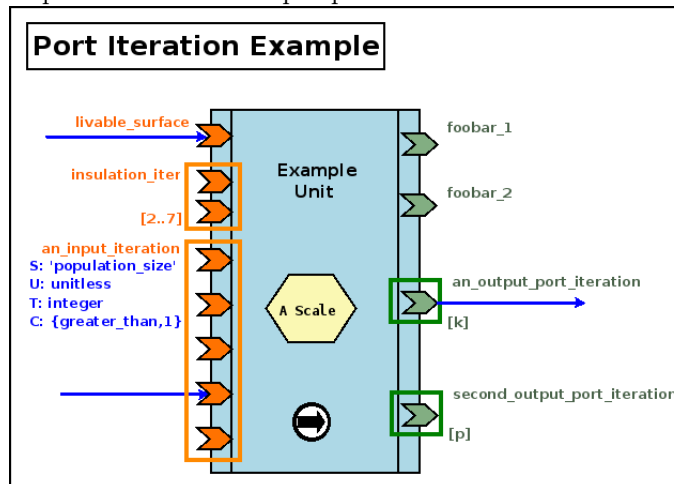 Port Iteration Example
livable_surface
insulation_iter
[2..7]
an_input_iteration
S: 'population_size'
U: unitless
T: integer
C: {greater_than,1}
Example
Unit
A Scale
foobar_1
foobar_2
an_output_port_iteration
[k]
second_output_port_iteration
[p]